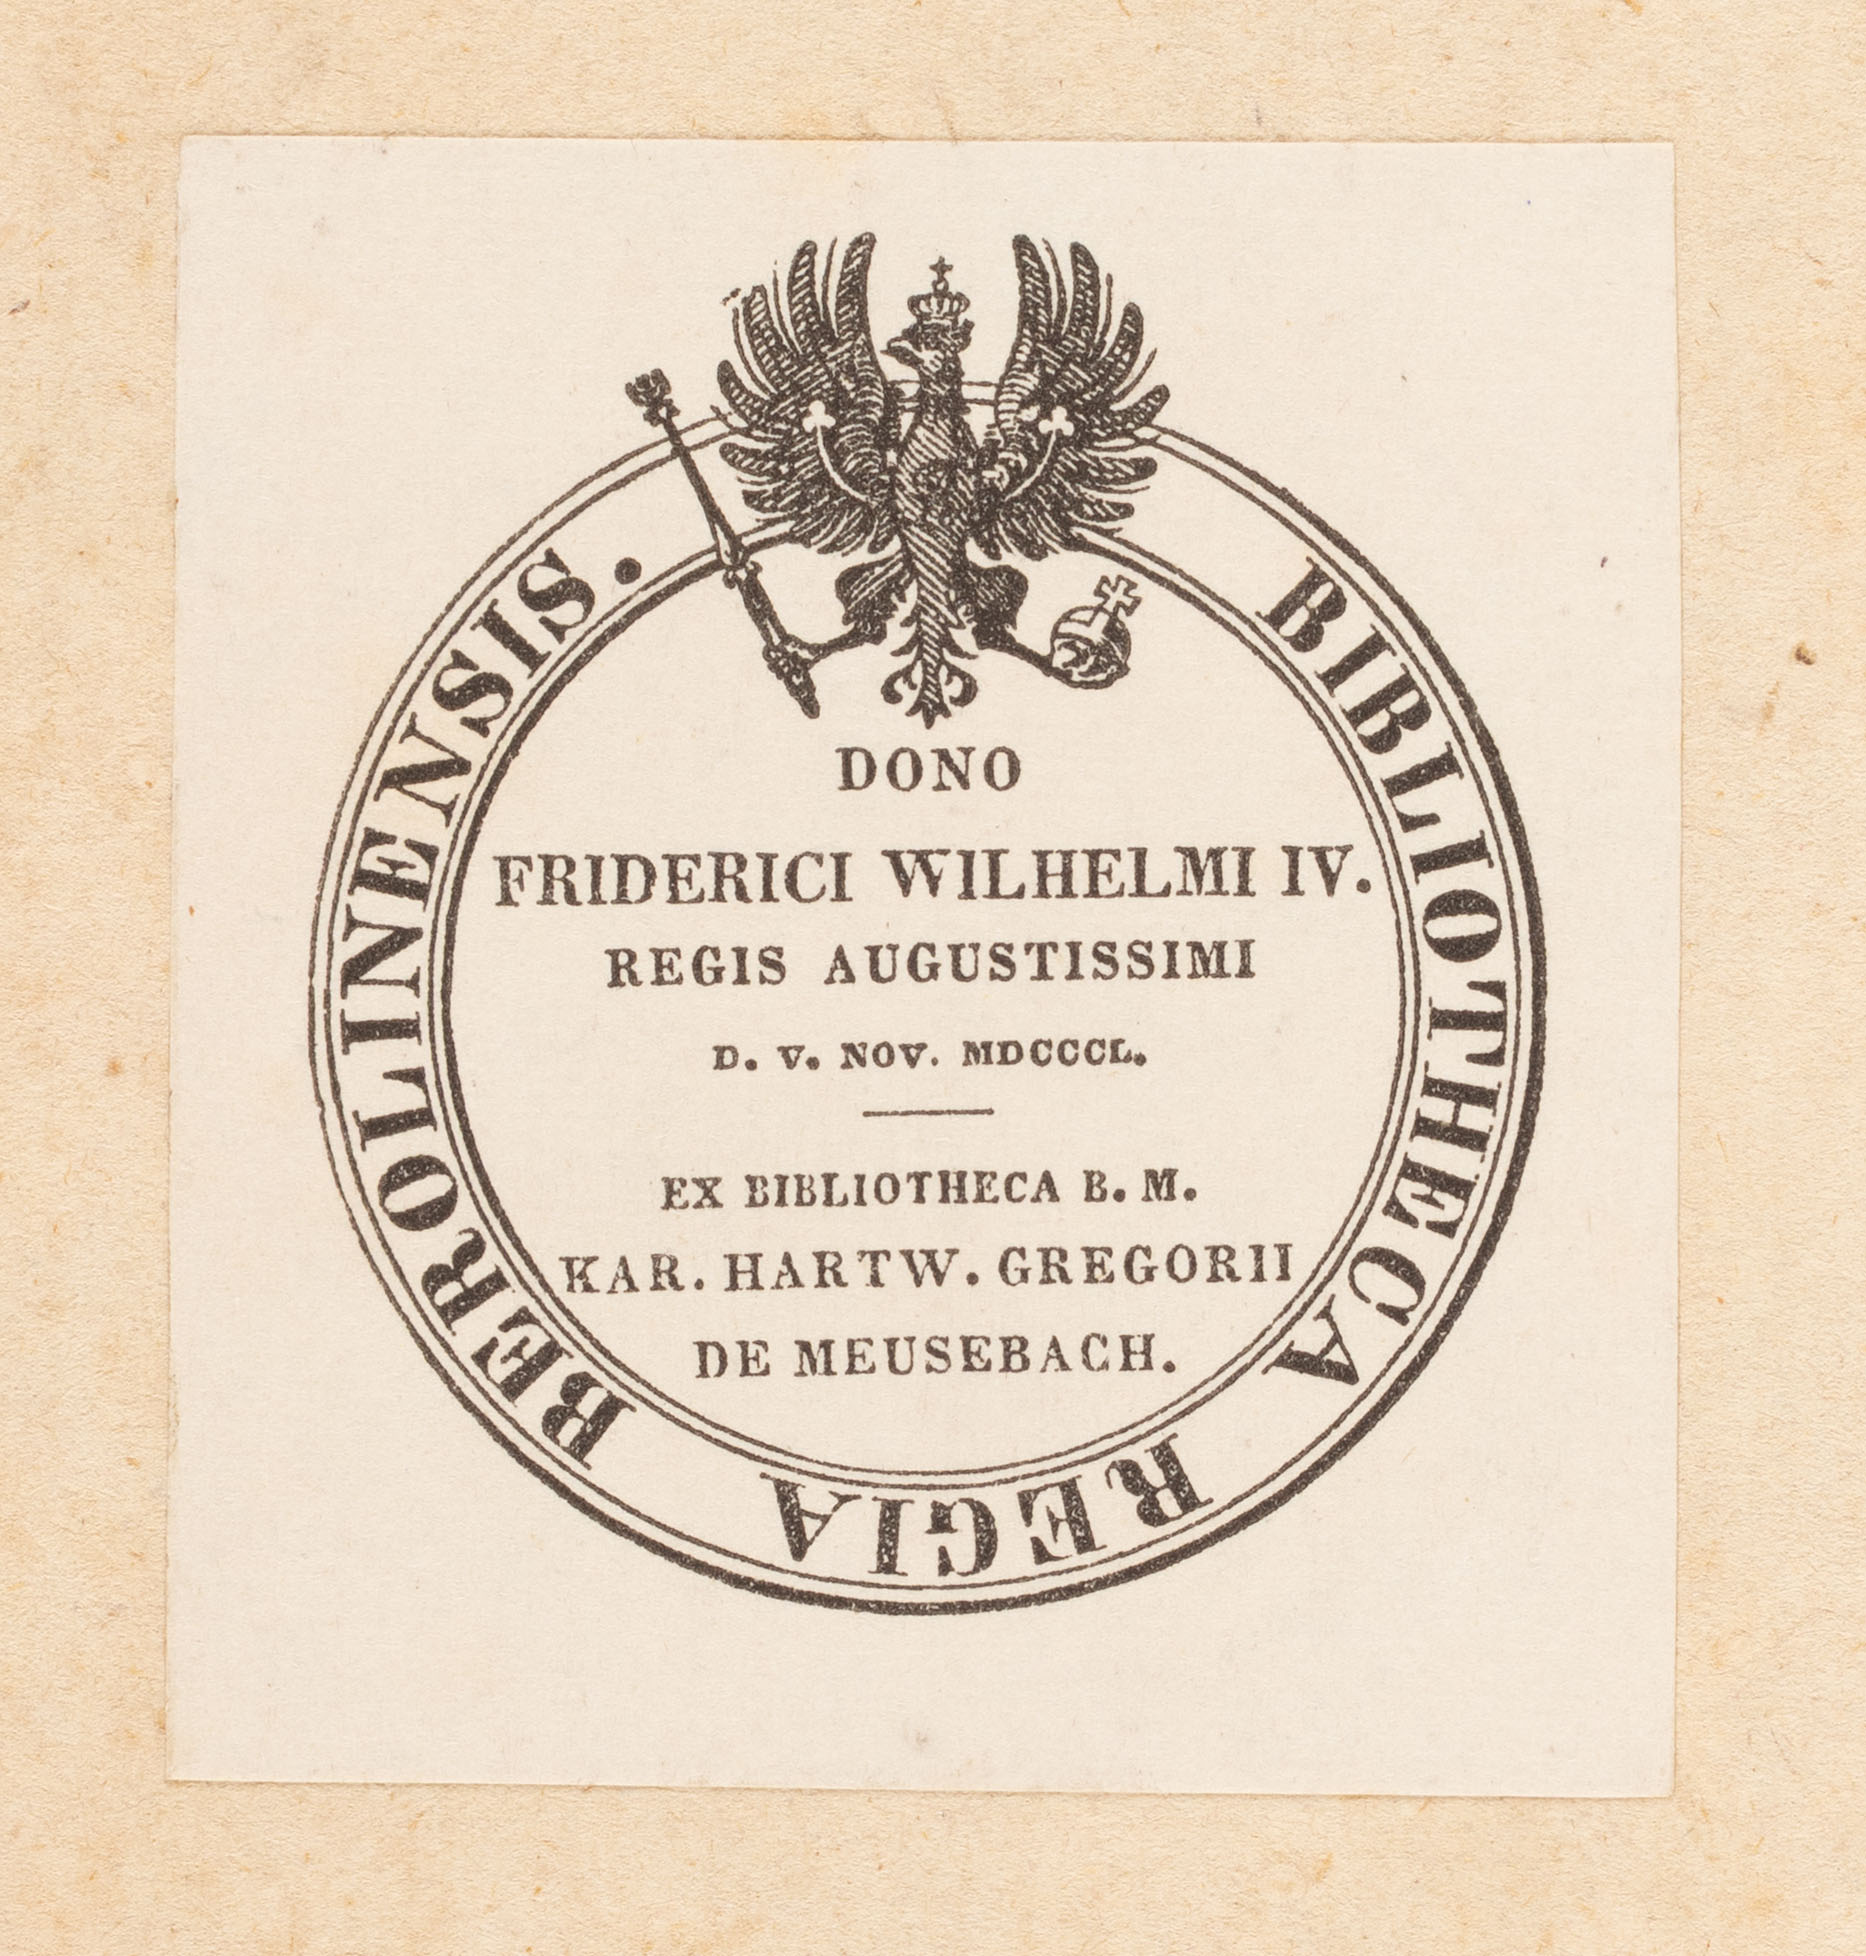 BIBLIOTHECA REGIA BEROLINENSIS.
DONO
FRIDERICI WILHELMI IV.
REGIS AUGUSTISSIMI
D. V. NOV. MDCCCL.
EX BIBLIOTHECA B. M.
KAR. HARTW. GREGORII
DE MEUSEBACH.